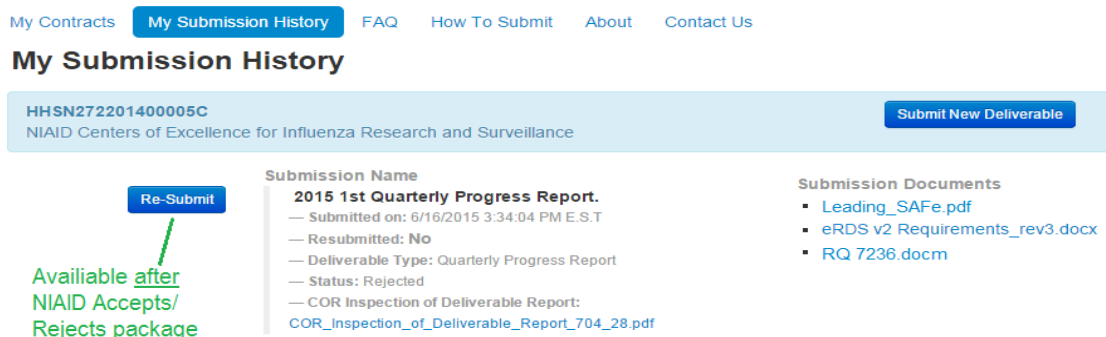 My Contracts My Submission History FAQ How To Submit About Contact Us
My Submission History
HHSN272201400005C
NIAID Centers of Excellence for Influenza Research and Surveillance
Submit New Deliverable
Re-Submit
Availiable after
NIAID Accepts/
Rejects package
Submission Name
2015 1st Quarterly Progress Report.
— Submitted on: 6/16/2015 3:34:04 PM E.S.T
— Resubmitted: No
— Deliverable Type: Quarterly Progress Report
— Status: Rejected
— COR Inspection of Deliverable Report:
COR_Inspection_of_Deliverable_Report_704_28.pdf
Submission Documents
▪ Leading_SAFe.pdf
▪ eRDS v2 Requirements_rev3.docx
▪ RQ 7236.docm